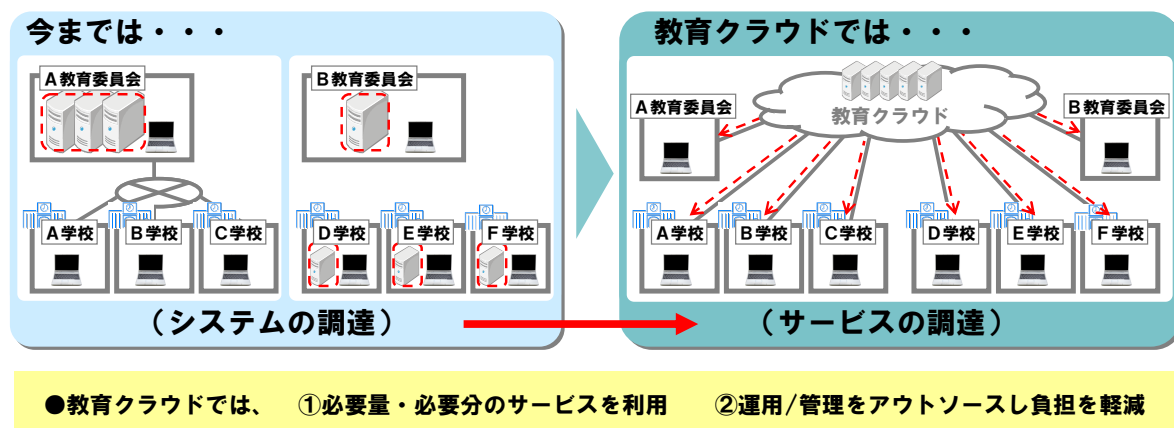 今までは・・・
A教育委員会
B教育委員会
A学校
B学校
C学校
D学校
E学校
F学校
（システムの調達）
教育クラウドでは・・・
教育クラウド
A教育委員会
B教育委員会
A学校
B学校
C学校
D学校
E学校
F学校
（サービスの調達）
●教育クラウドでは、 ①必要量・必要分のサービスを利用 ②運用/管理をアウトソースし負担を軽減